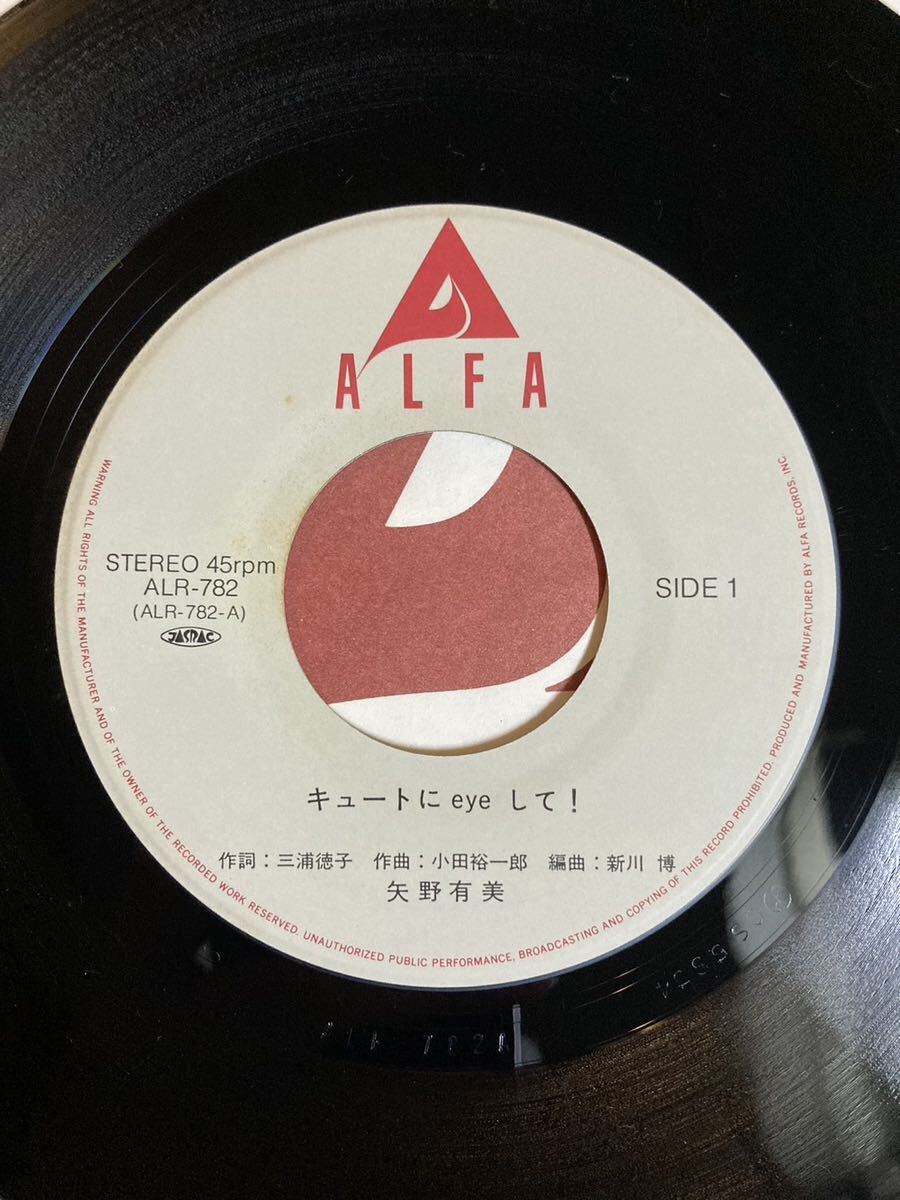 ALFA
STEREO 45rpm
ALR-782
(ALR-782-A)
JASRAC
SIDE 1
キュートに eye して!
作詞:三浦徳子 作曲:小田裕一郎 編曲:新川 博
矢野有美
WARNING ALL RIGHTS OF THE MANUFACTURER AND OF THE OWNER OF THE RECORDED WORK RESERVED. UNAUTHORIZED PUBLIC PERFORMANCE, BROADCASTING AND COPYING OF THIS RECORD PROHIBITED. PRODUCED AND MANUFACTURED BY ALFA RECORDS, INC.